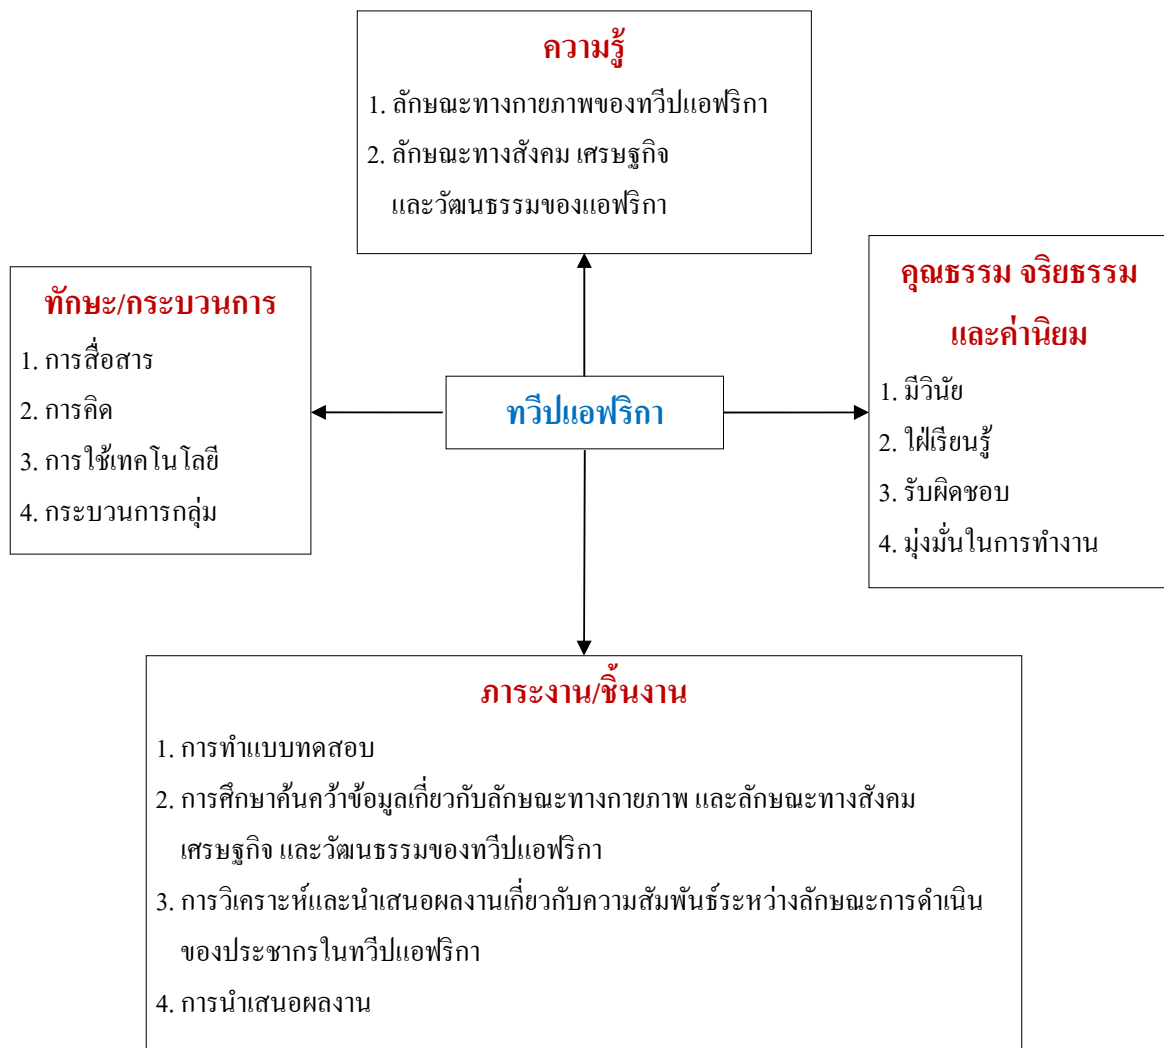 ความรู้
1. ลักษณะทางกายภาพของทวีปแอฟริกา
2. ลักษณะทางสังคม เศรษฐกิจ
และวัฒนธรรมของแอฟริกา
ทักษะ/กระบวนการ
1. การสื่อสาร
2. การคิด
3. การใช้เทคโนโลยี
4. กระบวนการกลุ่ม
ทวีปแอฟริกา
คุณธรรม จริยธรรม
และค่านิยม
1. มีวินัย
2. ใฝ่เรียนรู้
3. รับผิดชอบ
4. มุ่งมั่นในการทำงาน
ภาระงาน/ชิ้นงาน
1. การทำแบบทดสอบ
2. การศึกษาค้นคว้าข้อมูลเกี่ยวกับลักษณะทางกายภาพ และลักษณะทางสังคม
เศรษฐกิจ และวัฒนธรรมของทวีปแอฟริกา
3. การวิเคราะห์และนำเสนอผลงานเกี่ยวกับความสัมพันธ์ระหว่างลักษณะการดำเนิน
ของประชากรในทวีปแอฟริกา
4. การนำเสนอผลงาน